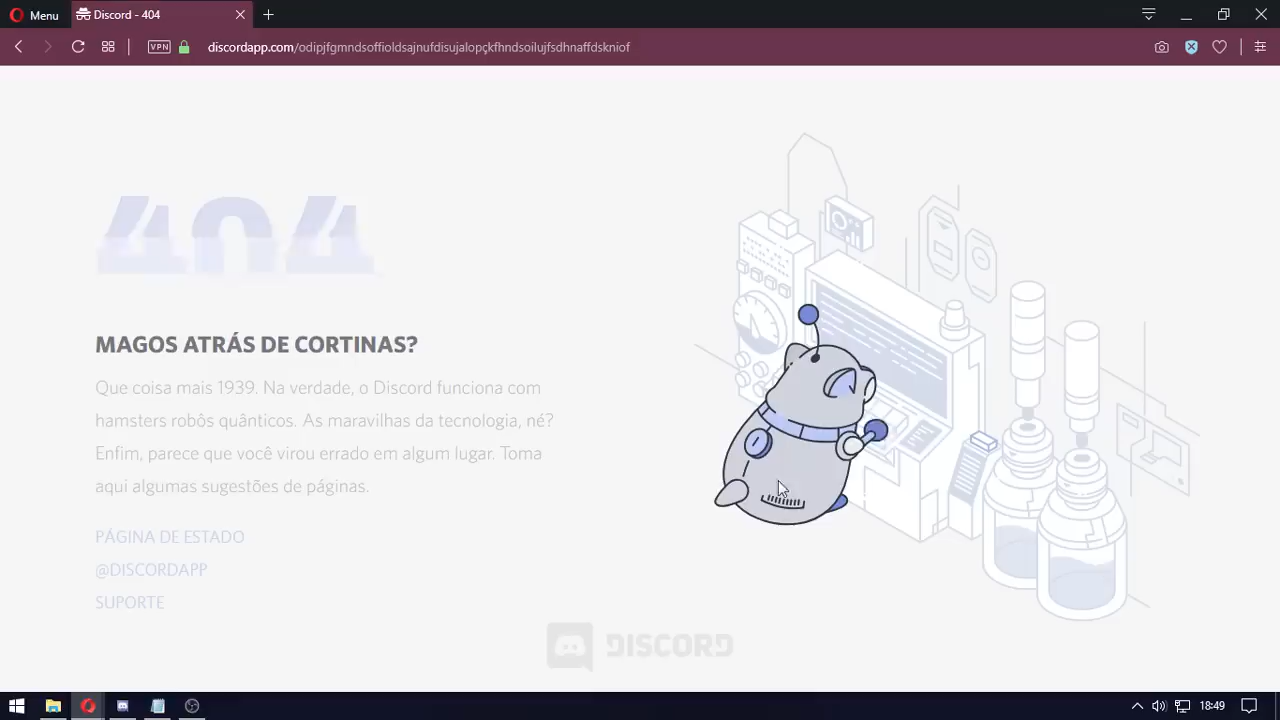 Menu
Discord - 404
VPN
discordapp.com/odipjfgmndsoffioldsajnufdisujalopçkfhndsoilujfsdhnaffdskniof
404
MAGOS ATRÁS DE CORTINAS?
Que coisa mais 1939. Na verdade, o Discord funciona com
hamsters robôs quânticos. As maravilhas da tecnologia, né?
Enfim, parece que você virou errado em algum lugar. Toma
aqui algumas sugestões de páginas.
PÁGINA DE ESTADO
@DISCORDAPP
SUPORTE
DISCORD
18:49